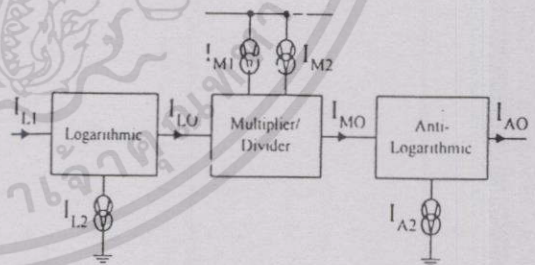 I_M1 I_M2
I_L1 Logarithmic I_LO Multiplier/ Divider I_MO Anti- Logarithmic I_AO
I_L2 I_A2